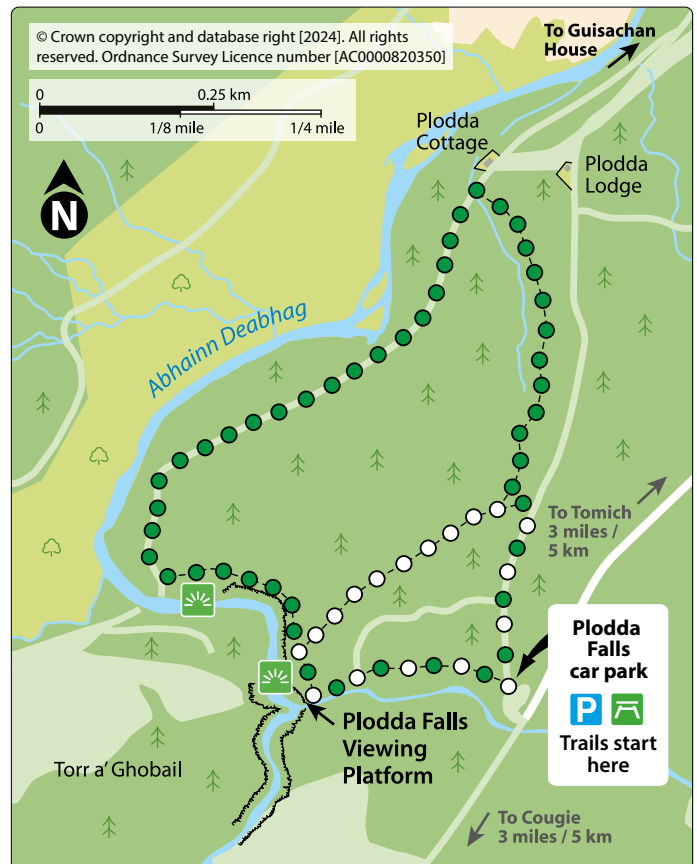 © Crown copyright and database right [2024]. All rights
reserved. Ordnance Survey Licence number [AC0000820350]
0 0.25 km
0 1/8 mile 1/4 mile
To Guisachan
House
Plodda
Cottage
Plodda
Lodge
N
Abhainn Deabhag
To Tomich
3 miles /
5 km
Plodda
Falls
car park
P
Trails start
here
Plodda Falls
Viewing
Platform
Torr a’ Ghobail
To Cougie
3 miles / 5 km